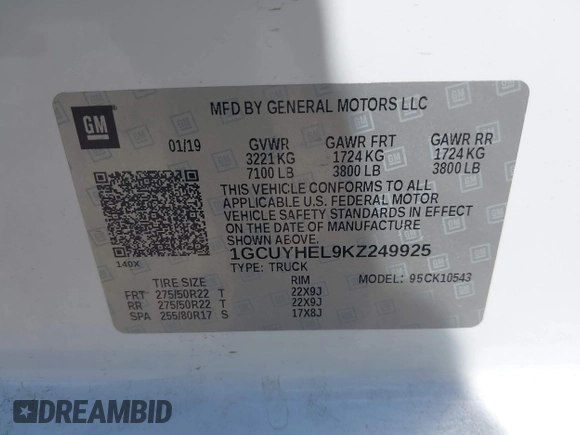 MFD BY GENERAL MOTORS LLC
GM
01/19 GVWR GAWR FRT GAWR RR
3221 KG 1724 KG 1724 KG
7100 LB 3800 LB 3800 LB
THIS VEHICLE CONFORMS TO ALL
APPLICABLE U.S. FEDERAL MOTOR
VEHICLE SAFETY STANDARDS IN EFFECT
ON THE DATE OF MANUFACTURE
SHOWN ABOVE.
1GCUYHEL9KZ249925
140X TYPE: TRUCK MODEL: 95CK10543
TIRE SIZE RIM
FRT 275/50R22 T 22X9J
RR 275/50R22 T 22X9J
SPA 255/80R17 S 17X8J
DREAMBID